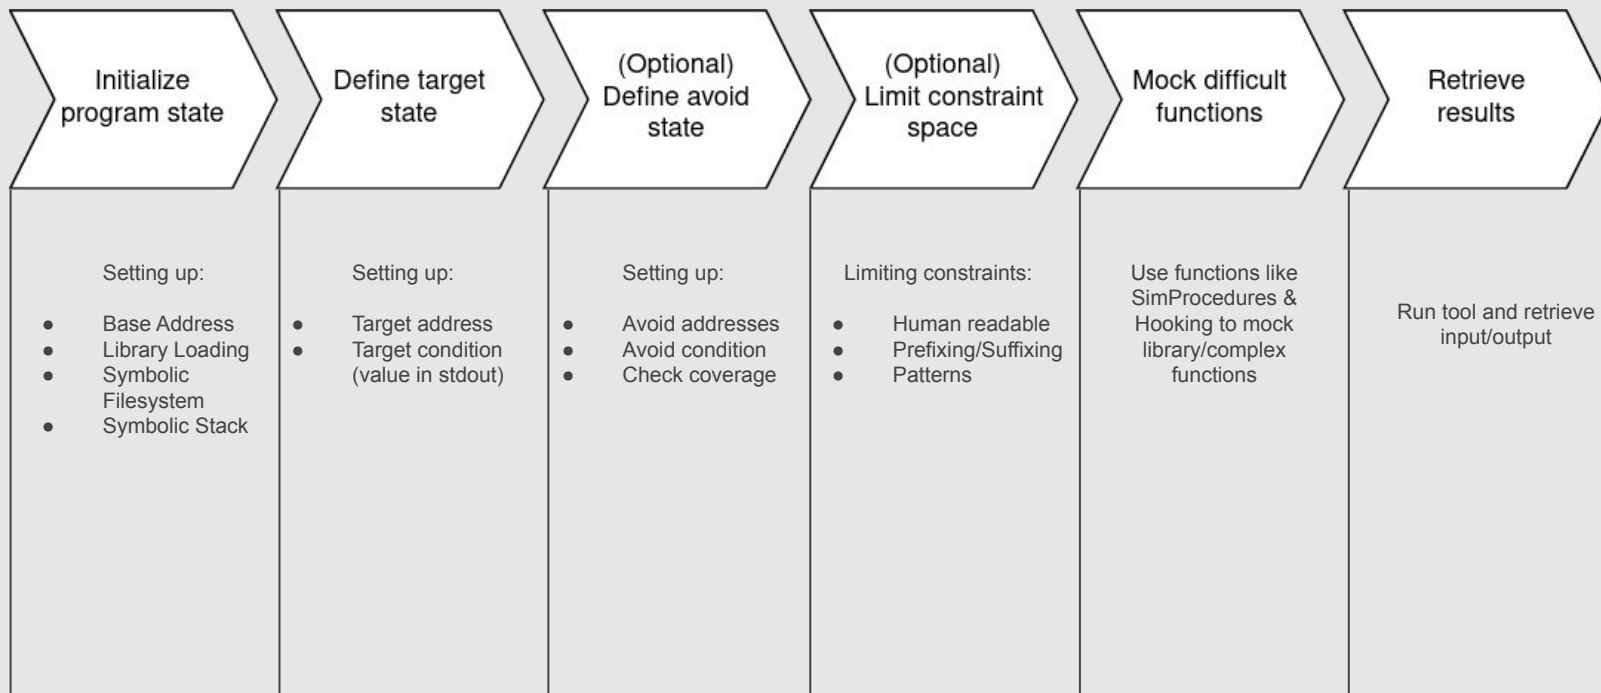 Initialize
program state
Define target
state
(Optional)
Define avoid
state
(Optional)
Limit constraint
space
Mock difficult
functions
Retrieve
results
Setting up:
● Base Address
● Library Loading
● Symbolic
Filesystem
● Symbolic Stack
Setting up:
● Target address
● Target condition
(value in stdout)
Setting up:
● Avoid addresses
● Avoid condition
● Check coverage
Limiting constraints:
● Human readable
● Prefixing/Suffixing
● Patterns
Use functions like
SimProcedures &
Hooking to mock
library/complex
functions
Run tool and retrieve
input/output